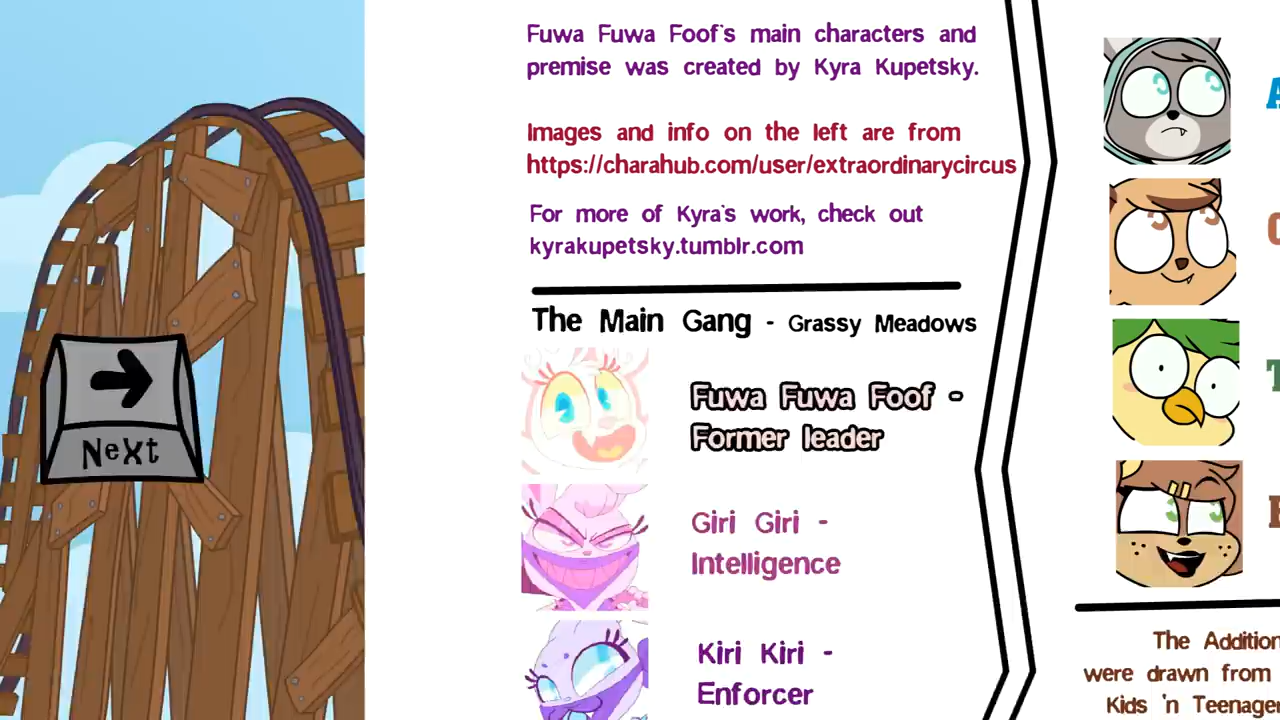 Next
Fuwa Fuwa Foof's main characters and
premise was created by Kyra Kupetsky.
Images and info on the left are from
https://charahub.com/user/extraordinarycircus
For more of Kyra's work, check out
kyrakupetsky.tumblr.com
The Main Gang - Grassy Meadows
Fuwa Fuwa Foof -
Former leader
Giri Giri -
Intelligence
Kiri Kiri -
Enforcer
The
were drawn from
Kids 'n